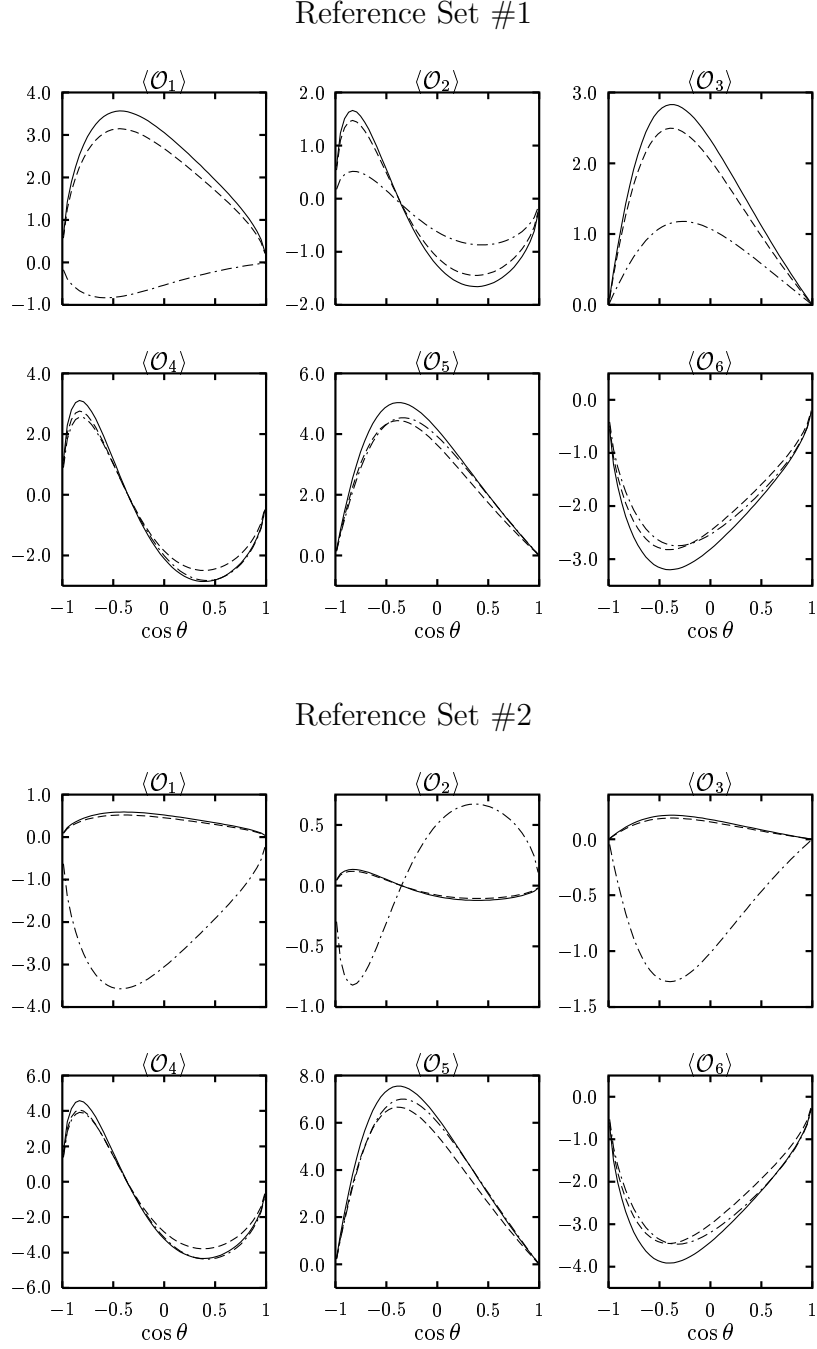 Reference Set #1
⟨𝒪₁⟩ ⟨𝒪₂⟩ ⟨𝒪₃⟩
4.0 3.0 2.0 1.0 0.0 −1.0
2.0 1.0 0.0 −1.0 −2.0
3.0 2.0 1.0 0.0
⟨𝒪₄⟩ ⟨𝒪₅⟩ ⟨𝒪₆⟩
4.0 2.0 0.0 −2.0
6.0 4.0 2.0 0.0
0.0 −1.0 −2.0 −3.0
−1 −0.5 0 0.5 1 −1 −0.5 0 0.5 1 −1 −0.5 0 0.5 1
cos θ cos θ cos θ
Reference Set #2
⟨𝒪₁⟩ ⟨𝒪₂⟩ ⟨𝒪₃⟩
1.0 0.0 −1.0 −2.0 −3.0 −4.0
0.5 0.0 −0.5 −1.0
0.0 −0.5 −1.0 −1.5
⟨𝒪₄⟩ ⟨𝒪₅⟩ ⟨𝒪₆⟩
6.0 4.0 2.0 0.0 −2.0 −4.0 −6.0
8.0 6.0 4.0 2.0 0.0
0.0 −1.0 −2.0 −3.0 −4.0
−1 −0.5 0 0.5 1 −1 −0.5 0 0.5 1 −1 −0.5 0 0.5 1
cos θ cos θ cos θ